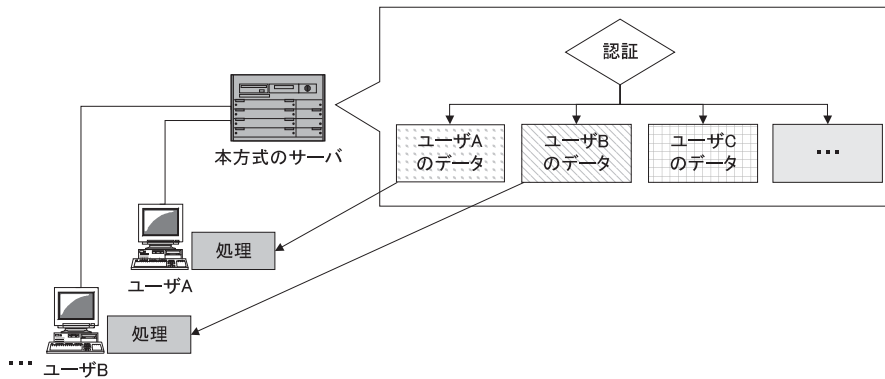 認証
ユーザA
のデータ
ユーザB
のデータ
ユーザC
のデータ
…
本方式のサーバ
処理
ユーザA
処理
… ユーザB